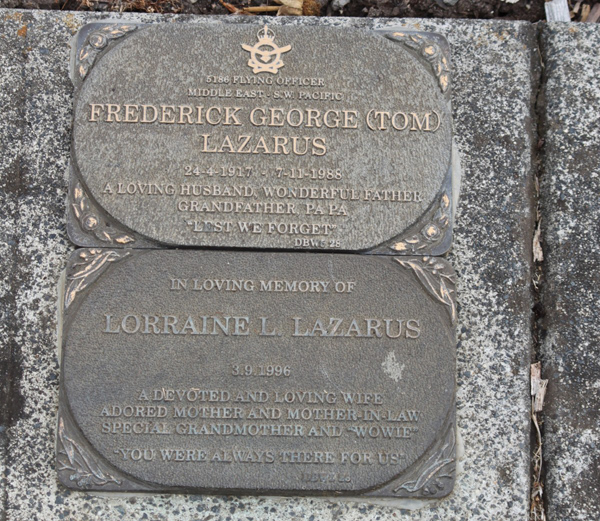 5186 FLYING OFFICER
MIDDLE EAST - S.W. PACIFIC
FREDERICK GEORGE (TOM)
LAZARUS
24-4-1917 - 7-11-1988
A LOVING HUSBAND, WONDERFUL FATHER
GRANDFATHER, PA PA
"LEST WE FORGET"
IN LOVING MEMORY OF
LORRAINE L. LAZARUS
3.9.1996
A DEVOTED AND LOVING WIFE
ADORED MOTHER AND MOTHER-IN-LAW
SPECIAL GRANDMOTHER AND "WOWIE"
"YOU WERE ALWAYS THERE FOR US"